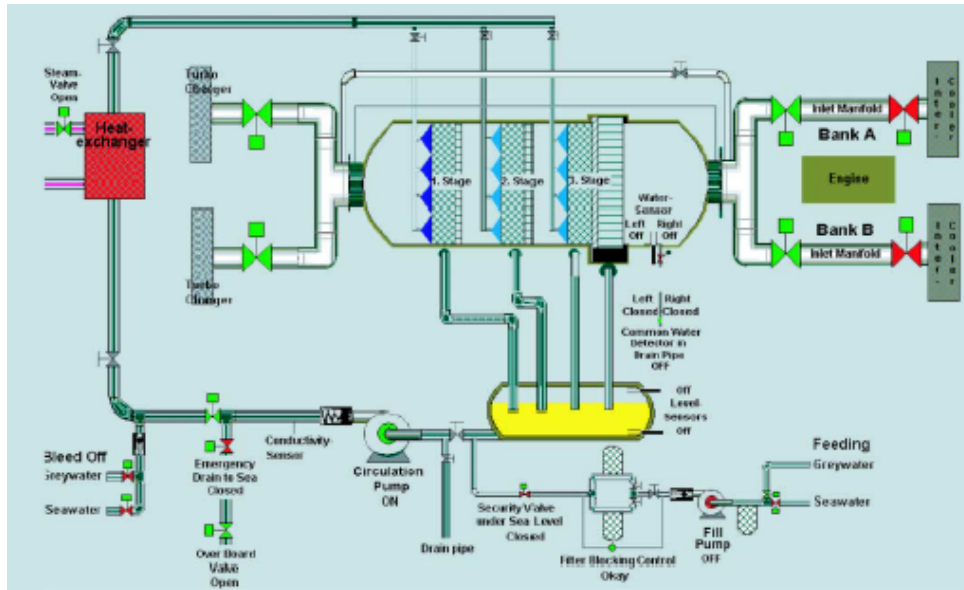 Steam-
Valve
Open
Heat-
exchanger
Turbo
Charger
Turbo
Charger
1. Stage
2. Stage
3. Stage
Water-
Sensor
Left Right
Off Off
Inlet Manifold
Bank A
Engine
Bank B
Inlet Manifold
Inter-
Cooler
Inter-
Cooler
Left Right
Closed Closed
Common Water
Detector in
Drain Pipe
OFF
Off
Level-
Sensors
Off
Conductivity-
Sensor
Circulation
Pump
ON
Bleed Off
Greywater
Seawater
Emergency
Drain to Sea
Closed
Over Board
Valve
Open
Drain pipe
Security Valve
under Sea Level
Closed
Filter Blocking Control
Okay
Fill
Pump
OFF
Feeding
Greywater
Seawater